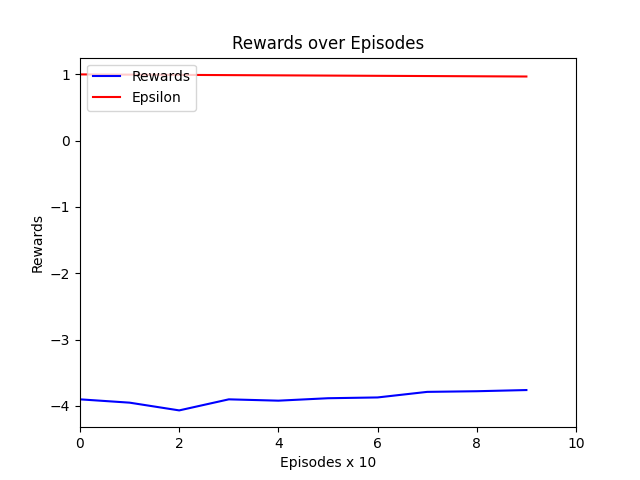 Rewards over Episodes
Rewards
Epsilon
1
0
−1
−2
−3
−4
Rewards
0 2 4 6 8 10
Episodes x 10